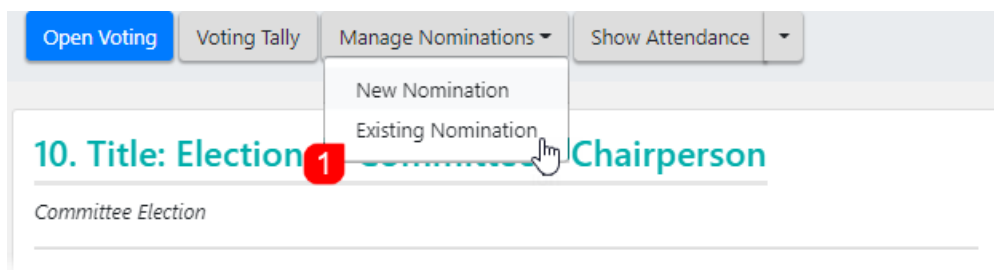 Open Voting Voting Tally Manage Nominations Show Attendance
New Nomination
Existing Nomination
10. Title: Election Chairperson
1
Committee Election